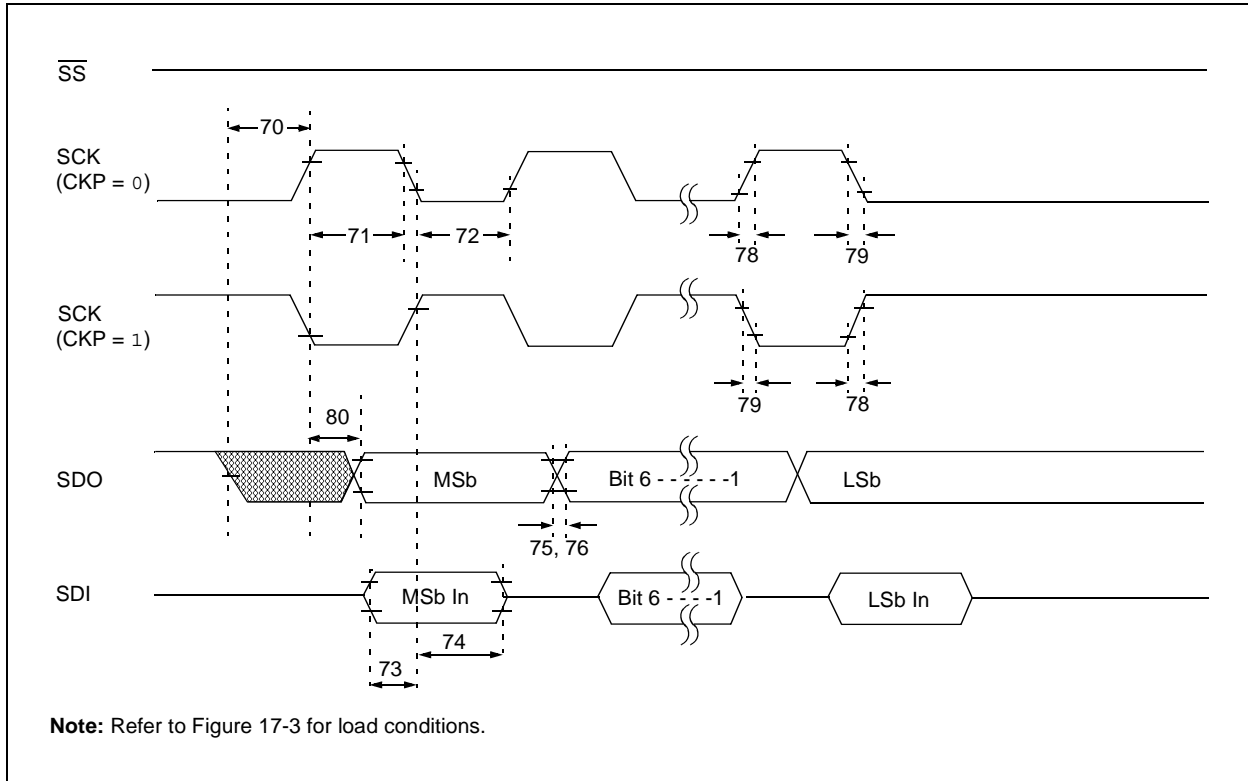 SS
70
SCK
(CKP = 0)
71
72
78
79
SCK
(CKP = 1)
79
78
80
SDO
MSb
Bit 6 - - - - - - -1
LSb
75, 76
SDI
MSb In
Bit 6 - - - - -1
LSb In
74
73
Note: Refer to Figure 17-3 for load conditions.